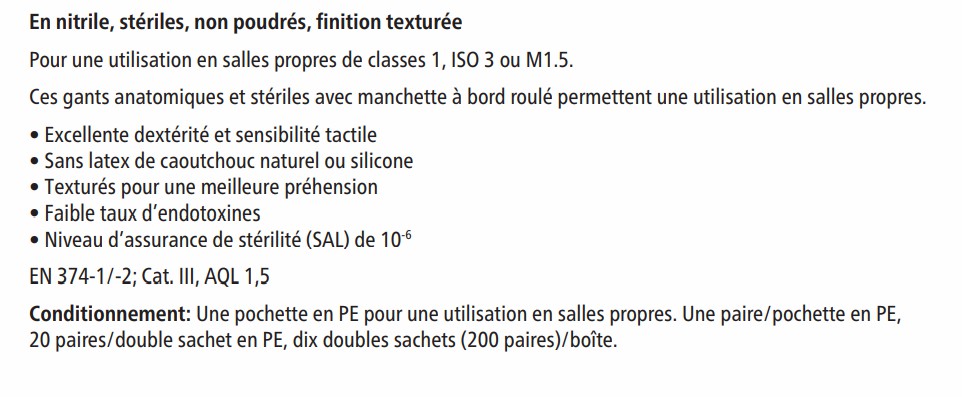 En nitrile, stériles, non poudrés, finition texturée
Pour une utilisation en salles propres de classes 1, ISO 3 ou M1.5.
Ces gants anatomiques et stériles avec manchette à bord roulé permettent une utilisation en salles propres.
• Excellente dextérité et sensibilité tactile
• Sans latex de caoutchouc naturel ou silicone
• Texturés pour une meilleure préhension
• Faible taux d’endotoxines
• Niveau d’assurance de stérilité (SAL) de 10⁻⁶
EN 374-1/-2; Cat. III, AQL 1,5
Conditionnement: Une pochette en PE pour une utilisation en salles propres. Une paire/pochette en PE,
20 paires/double sachet en PE, dix doubles sachets (200 paires)/boîte.